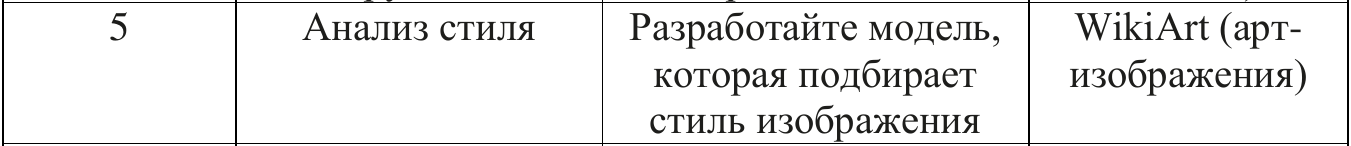 5
Анализ стиля
Разработайте модель,
которая подбирает
стиль изображения
WikiArt (арт-
изображения)